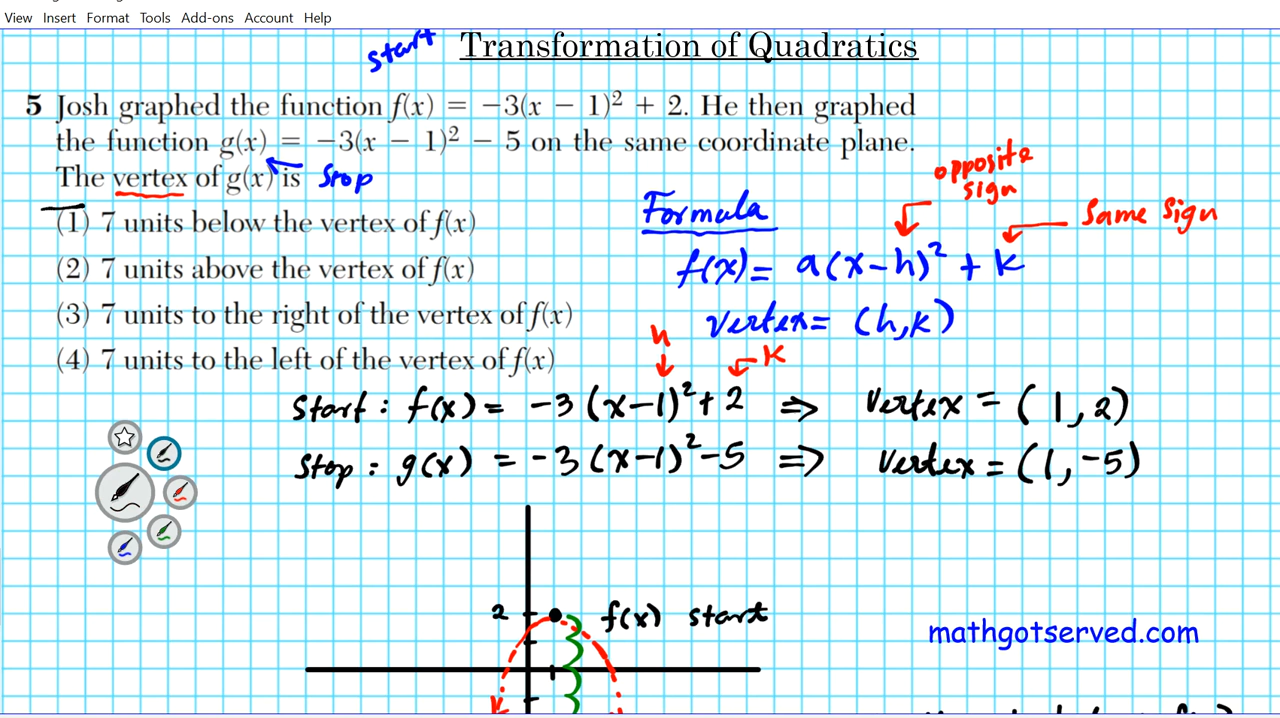 View Insert Format Tools Add-ons Account Help
start
Transformation of Quadratics
5 Josh graphed the function f(x) = −3(x − 1)² + 2. He then graphed
the function g(x) = −3(x − 1)² − 5 on the same coordinate plane.
The vertex of g(x) is
stop
(1) 7 units below the vertex of f(x)
(2) 7 units above the vertex of f(x)
(3) 7 units to the right of the vertex of f(x)
(4) 7 units to the left of the vertex of f(x)
opposite
sign
Same Sign
Formula
f(x) = a(x−h)² + k
vertex = (h,k)
h
k
Start : f(x) = −3(x−1)²+2 ⇒ Vertex = (1,2)
Stop : g(x) = −3(x−1)²−5 ⇒ Vertex = (1,−5)
2
f(x) start
mathgotserved.com